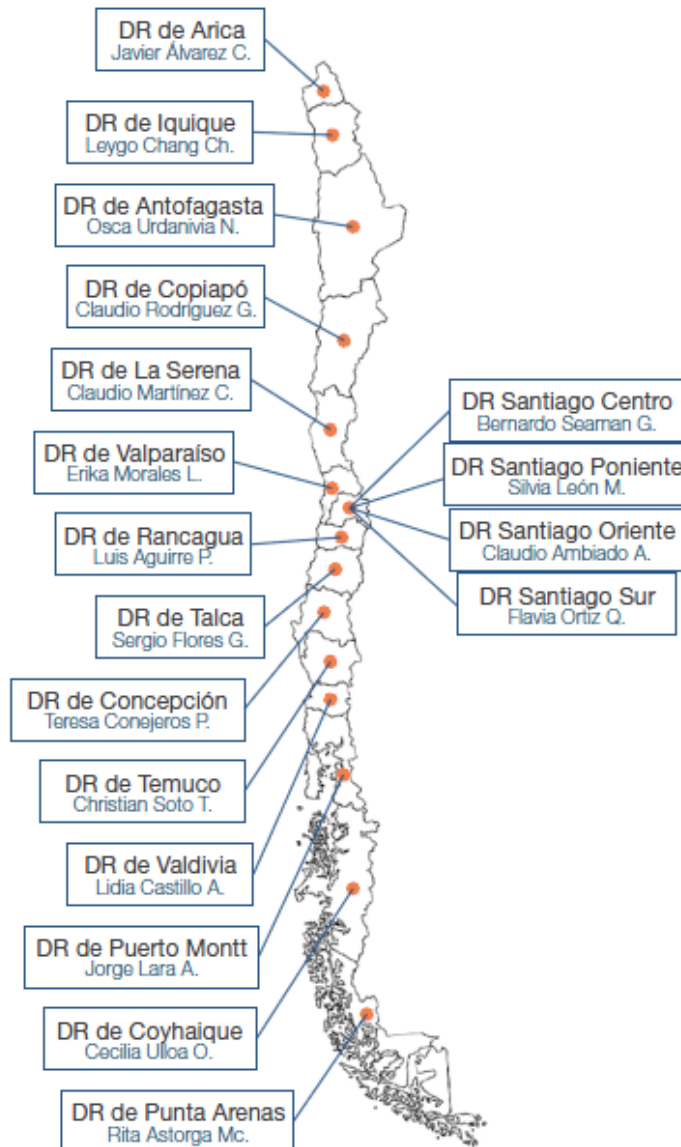 DR de Arica
Javier Álvarez C.
DR de Iquique
Leygo Chang Ch.
DR de Antofagasta
Osca Urdanivia N.
DR de Copiapó
Claudio Rodríguez G.
DR de La Serena
Claudio Martínez C.
DR de Valparaíso
Erika Morales L.
DR de Rancagua
Luis Aguirre P.
DR de Talca
Sergio Flores G.
DR de Concepción
Teresa Conejeros P.
DR de Temuco
Christian Soto T.
DR de Valdivia
Lidia Castillo A.
DR de Puerto Montt
Jorge Lara A.
DR de Coyhaique
Cecilia Ulloa O.
DR de Punta Arenas
Rita Astorga Mc.
DR Santiago Centro
Bernardo Seaman G.
DR Santiago Poniente
Silvia León M.
DR Santiago Oriente
Claudio Ambiado A.
DR Santiago Sur
Flavia Ortiz Q.